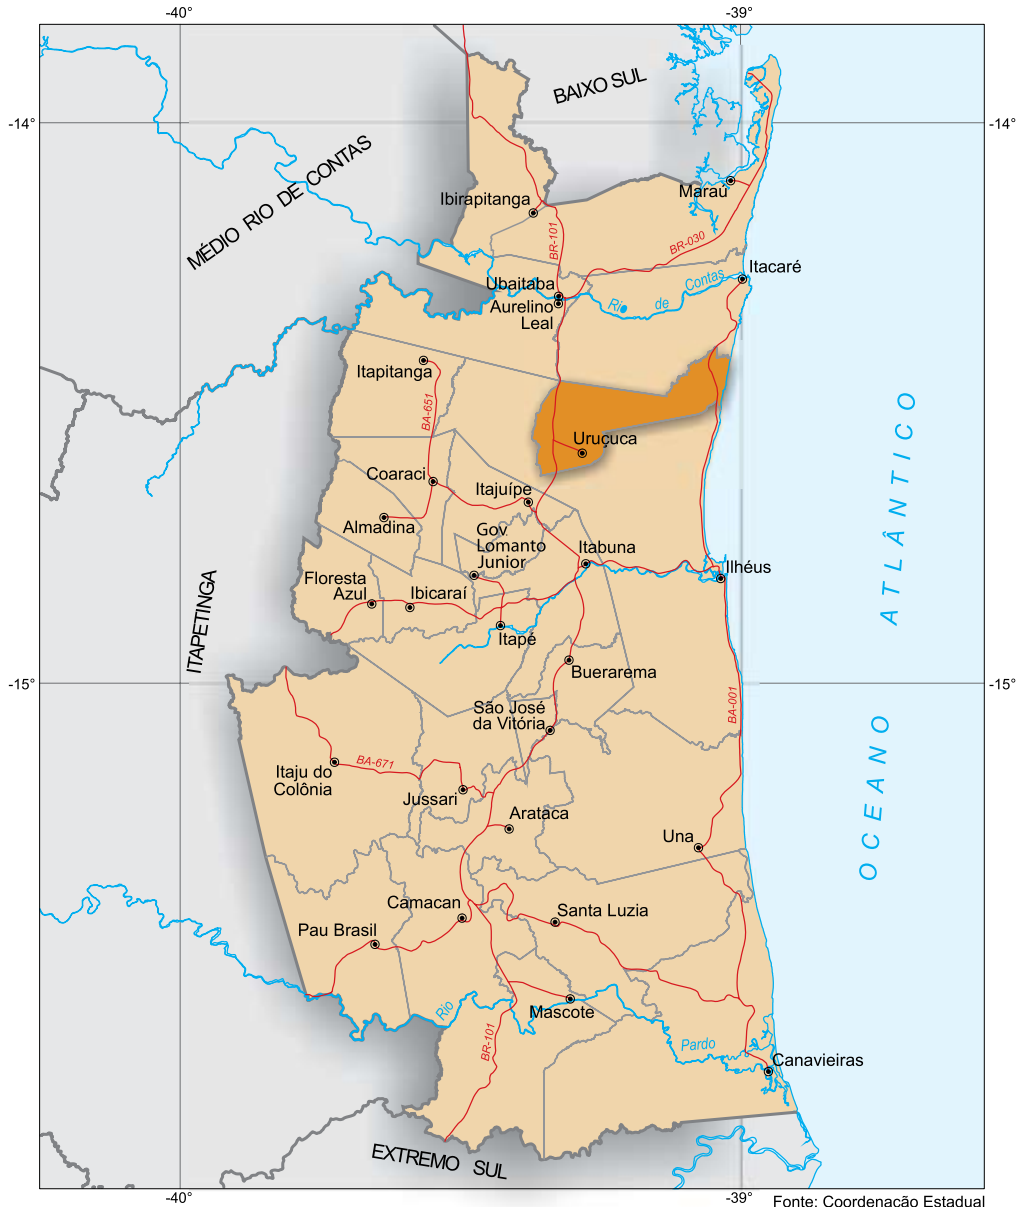 -40°
-39°
BAIXO SUL
-14°
-14°
MÉDIO RIO DE CONTAS
Maraú
Ibirapitanga
BR-101
BR-030
Itacaré
Ubaitaba
Contas
de
Rio
Aurelino
Leal
Itapitanga
BA-651
Uruçuca
Coaraci
Itajuípe
Almadina
Gov.
Lomanto
Junior
Itabuna
Ilhéus
Floresta
Azul
Ibicaraí
Itapé
ITAPETINGA
Buerarema
-15°
-15°
São José
da Vitória
BA-001
OCEANO ATLÂNTICO
BA-671
Itaju do
Colônia
Jussari
Arataca
Una
Camacan
Santa Luzia
Pau Brasil
Rio
Mascote
BR-101
Pardo
Canavieiras
EXTREMO SUL
-40°
-39°
Fonte: Coordenacão Estadual